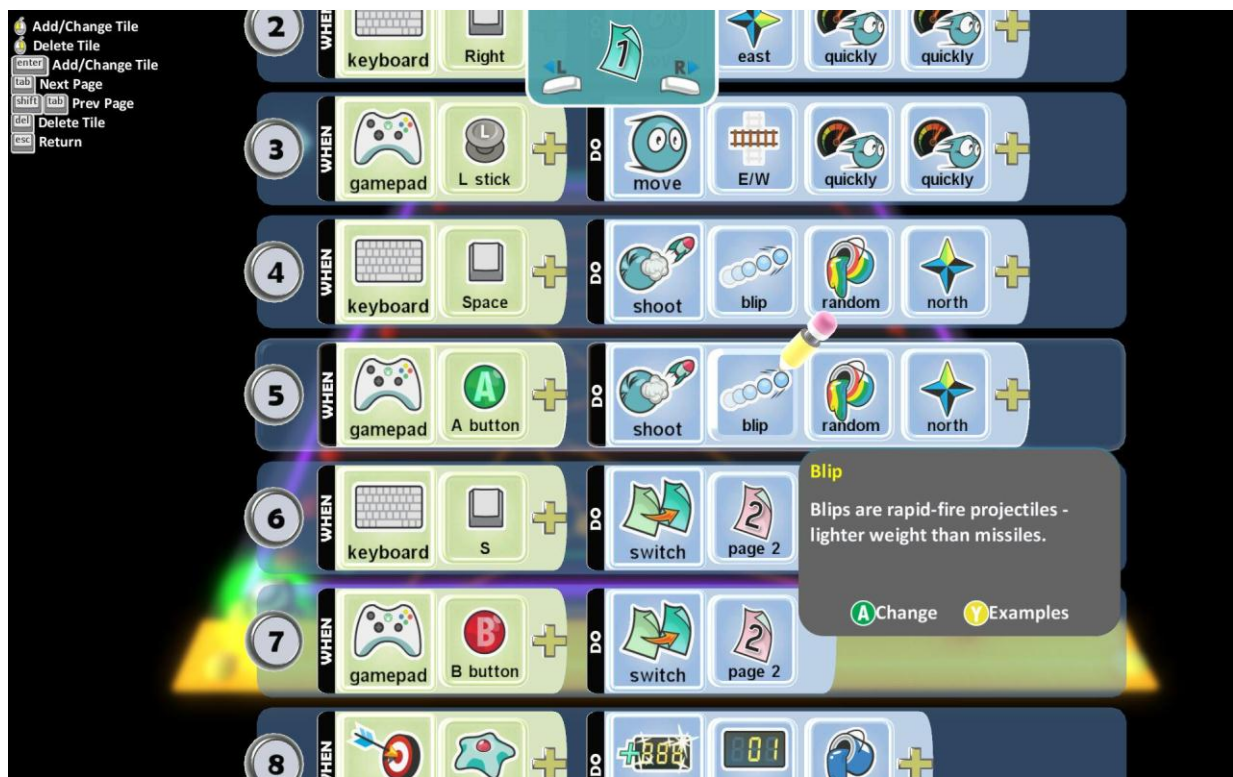 Add/Change Tile
Delete Tile
enter Add/Change Tile
tab Next Page
shift tab Prev Page
del Delete Tile
esc Return
1
L R
2 WHEN keyboard Right east quickly quickly
3 WHEN gamepad L L stick DO move E/W quickly quickly
4 WHEN keyboard Space DO shoot blip random north
5 WHEN gamepad A A button DO shoot blip random north
6 WHEN keyboard S DO switch 2 page 2
7 WHEN gamepad B B button DO switch 2 page 2
8 WHEN DO 01
Blip
Blips are rapid-fire projectiles -
lighter weight than missiles.
A Change Y Examples